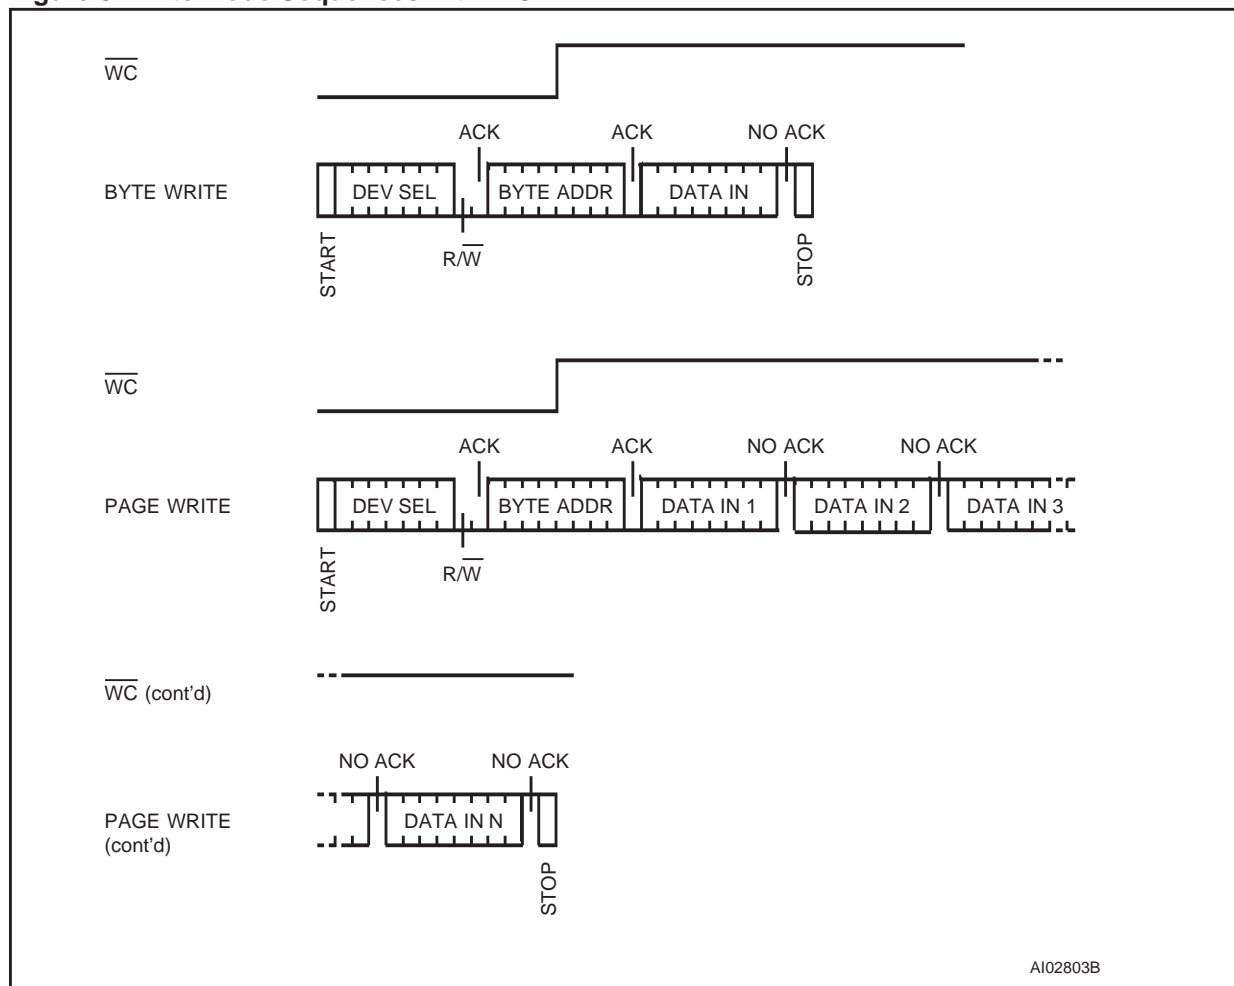 WC
ACK ACK NO ACK
BYTE WRITE DEV SEL BYTE ADDR DATA IN
R/W
START
STOP
WC
ACK ACK NO ACK NO ACK
PAGE WRITE DEV SEL BYTE ADDR DATA IN 1 DATA IN 2 DATA IN 3
R/W
START
WC (cont'd)
NO ACK NO ACK
PAGE WRITE DATA IN N
(cont'd)
STOP
AI02803B